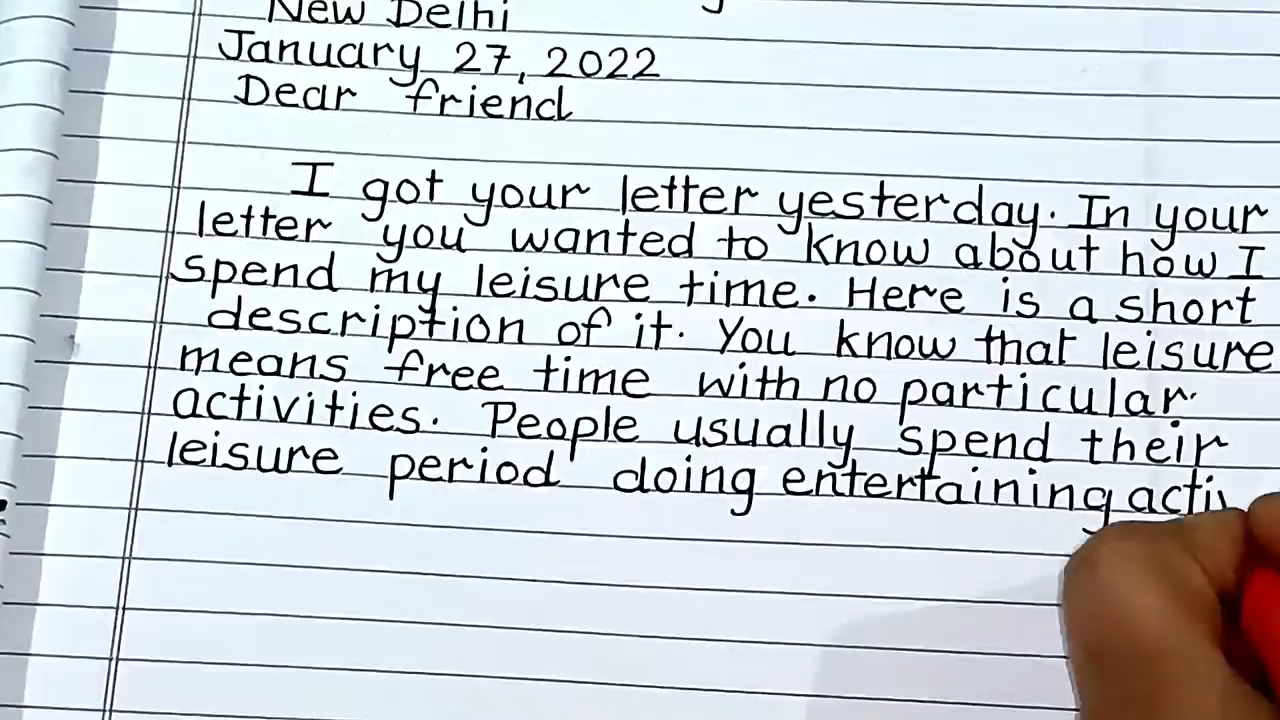 New Delhi
January 27, 2022
Dear friend
I got your letter yesterday. In your
letter you wanted to know about how I
spend my leisure time. Here is a short
description of it. You know that leisure
means free time with no particular
activities. People usually spend their
leisure period doing entertaining activ